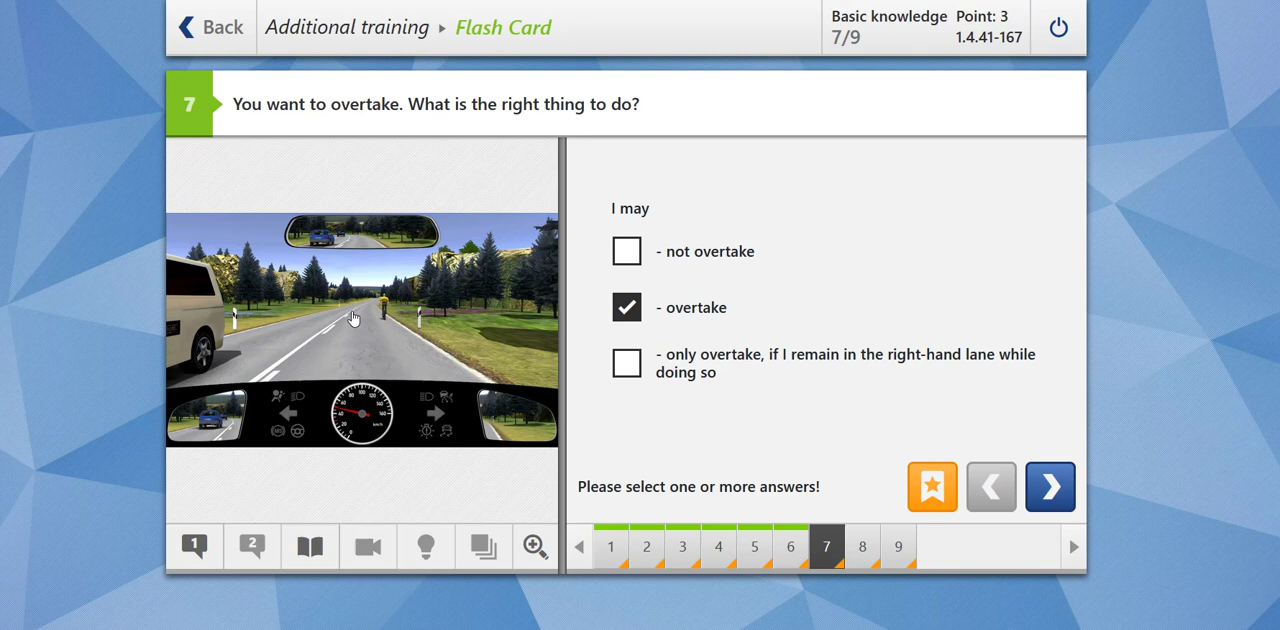 Back
Additional training ▸ Flash Card
Basic knowledge Point: 3
7/9 1.4.41-167
7
You want to overtake. What is the right thing to do?
I may
- not overtake
- overtake
- only overtake, if I remain in the right-hand lane while
doing so
Please select one or more answers!
1 2
1 2 3 4 5 6 7 8 9